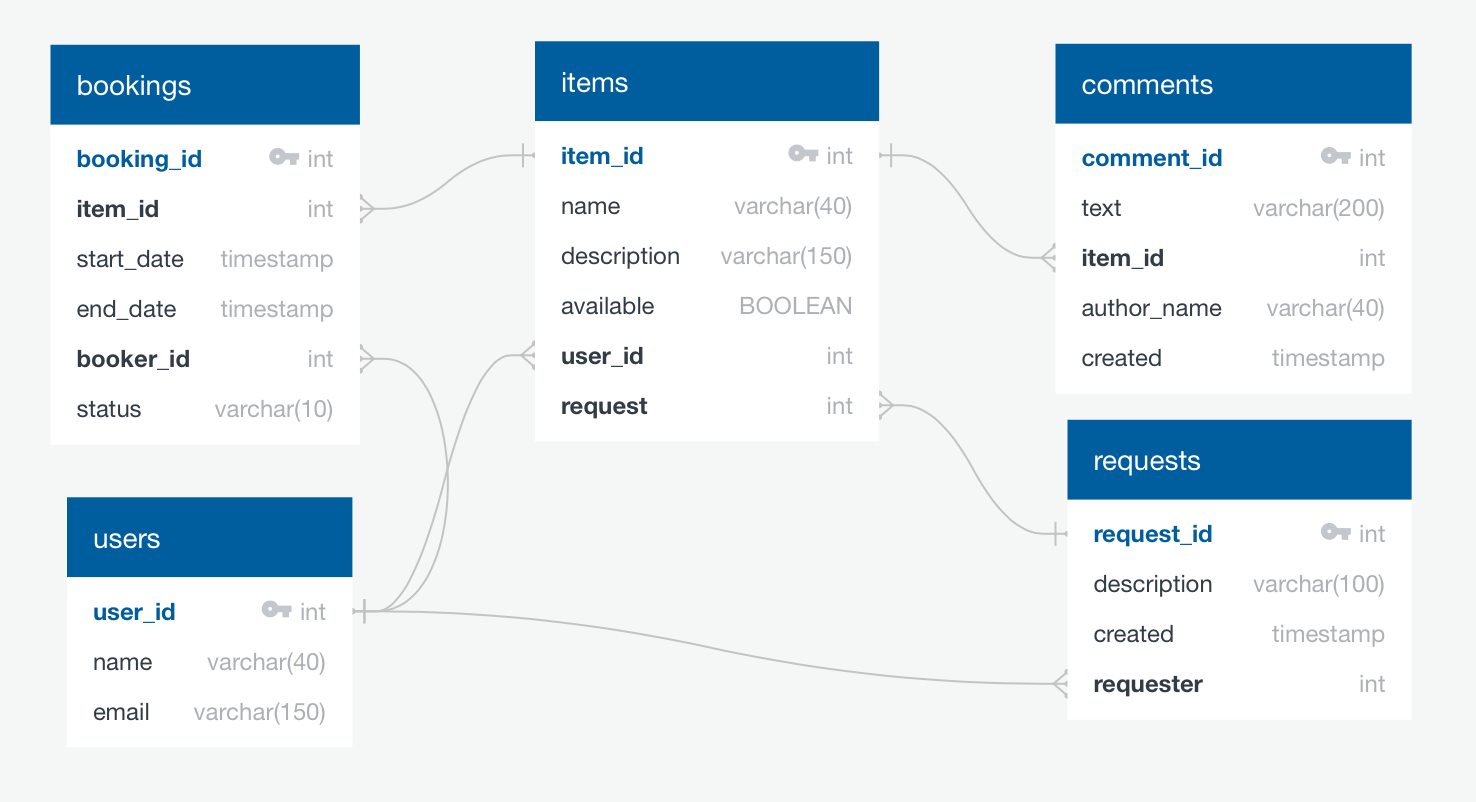 bookings
booking_id int
item_id int
start_date timestamp
end_date timestamp
booker_id int
status varchar(10)
items
item_id int
name varchar(40)
description varchar(150)
available BOOLEAN
user_id int
request int
comments
comment_id int
text varchar(200)
item_id int
author_name varchar(40)
created timestamp
users
user_id int
name varchar(40)
email varchar(150)
requests
request_id int
description varchar(100)
created timestamp
requester int